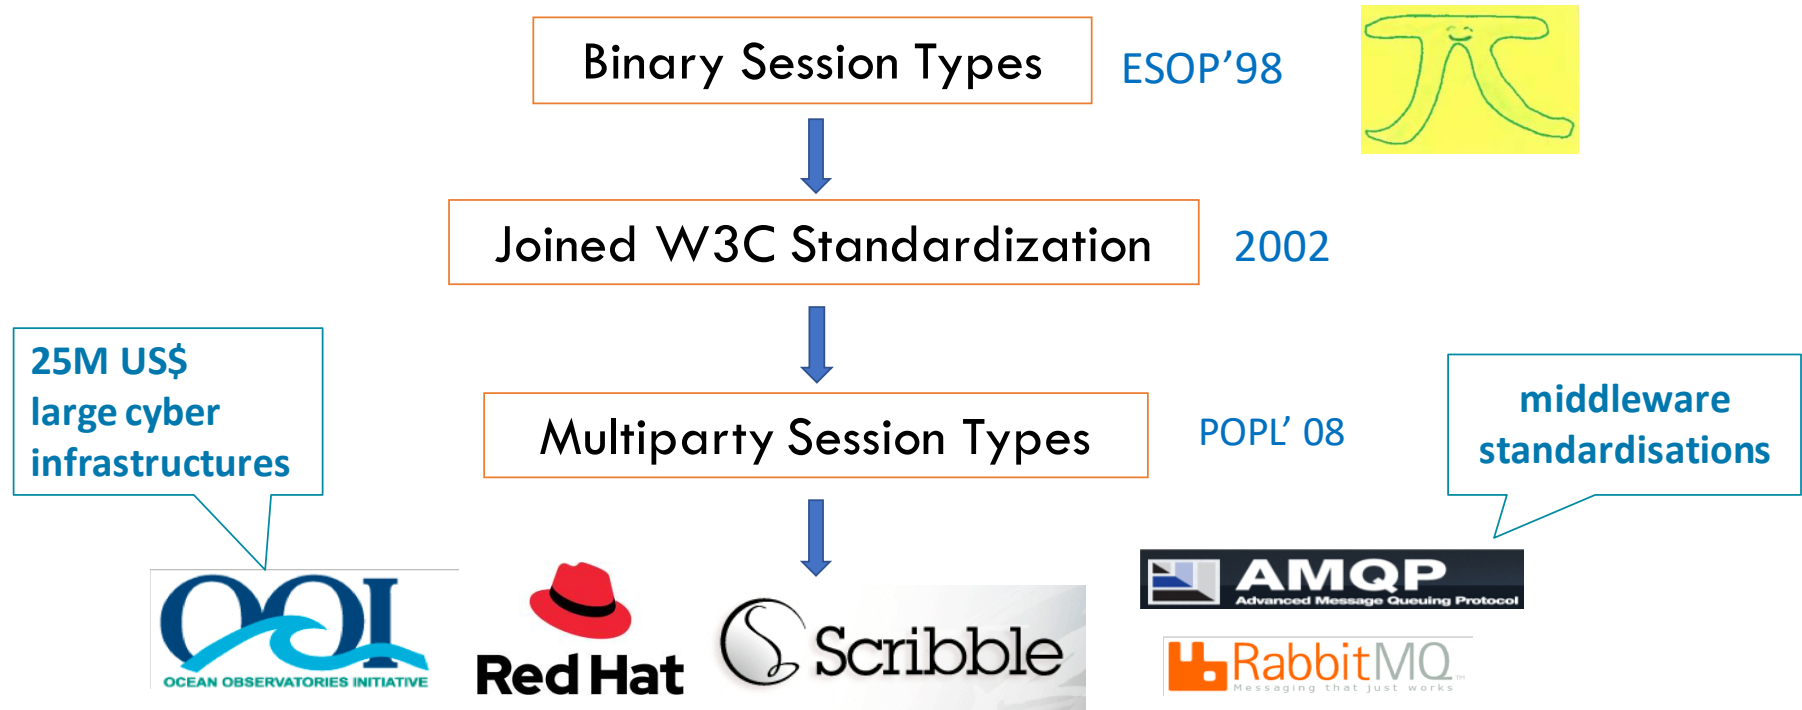 Binary Session Types
ESOP’98
Joined W3C Standardization
2002
25M US$
large cyber
infrastructures
Multiparty Session Types
POPL’ 08
middleware
standardisations
OOI
OCEAN OBSERVATORIES INITIATIVE
Red Hat
Scribble
AMQP
Advanced Message Queuing Protocol
RabbitMQ TM
Messaging that just works